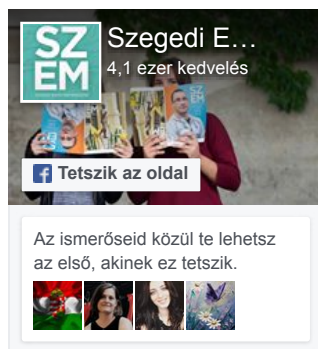 SZ
EM
Szegedi E…
4,1 ezer kedvelés
SZ
EM
Tetszik az oldal
Az ismerőseid közül te lehetsz
az első, akinek ez tetszik.